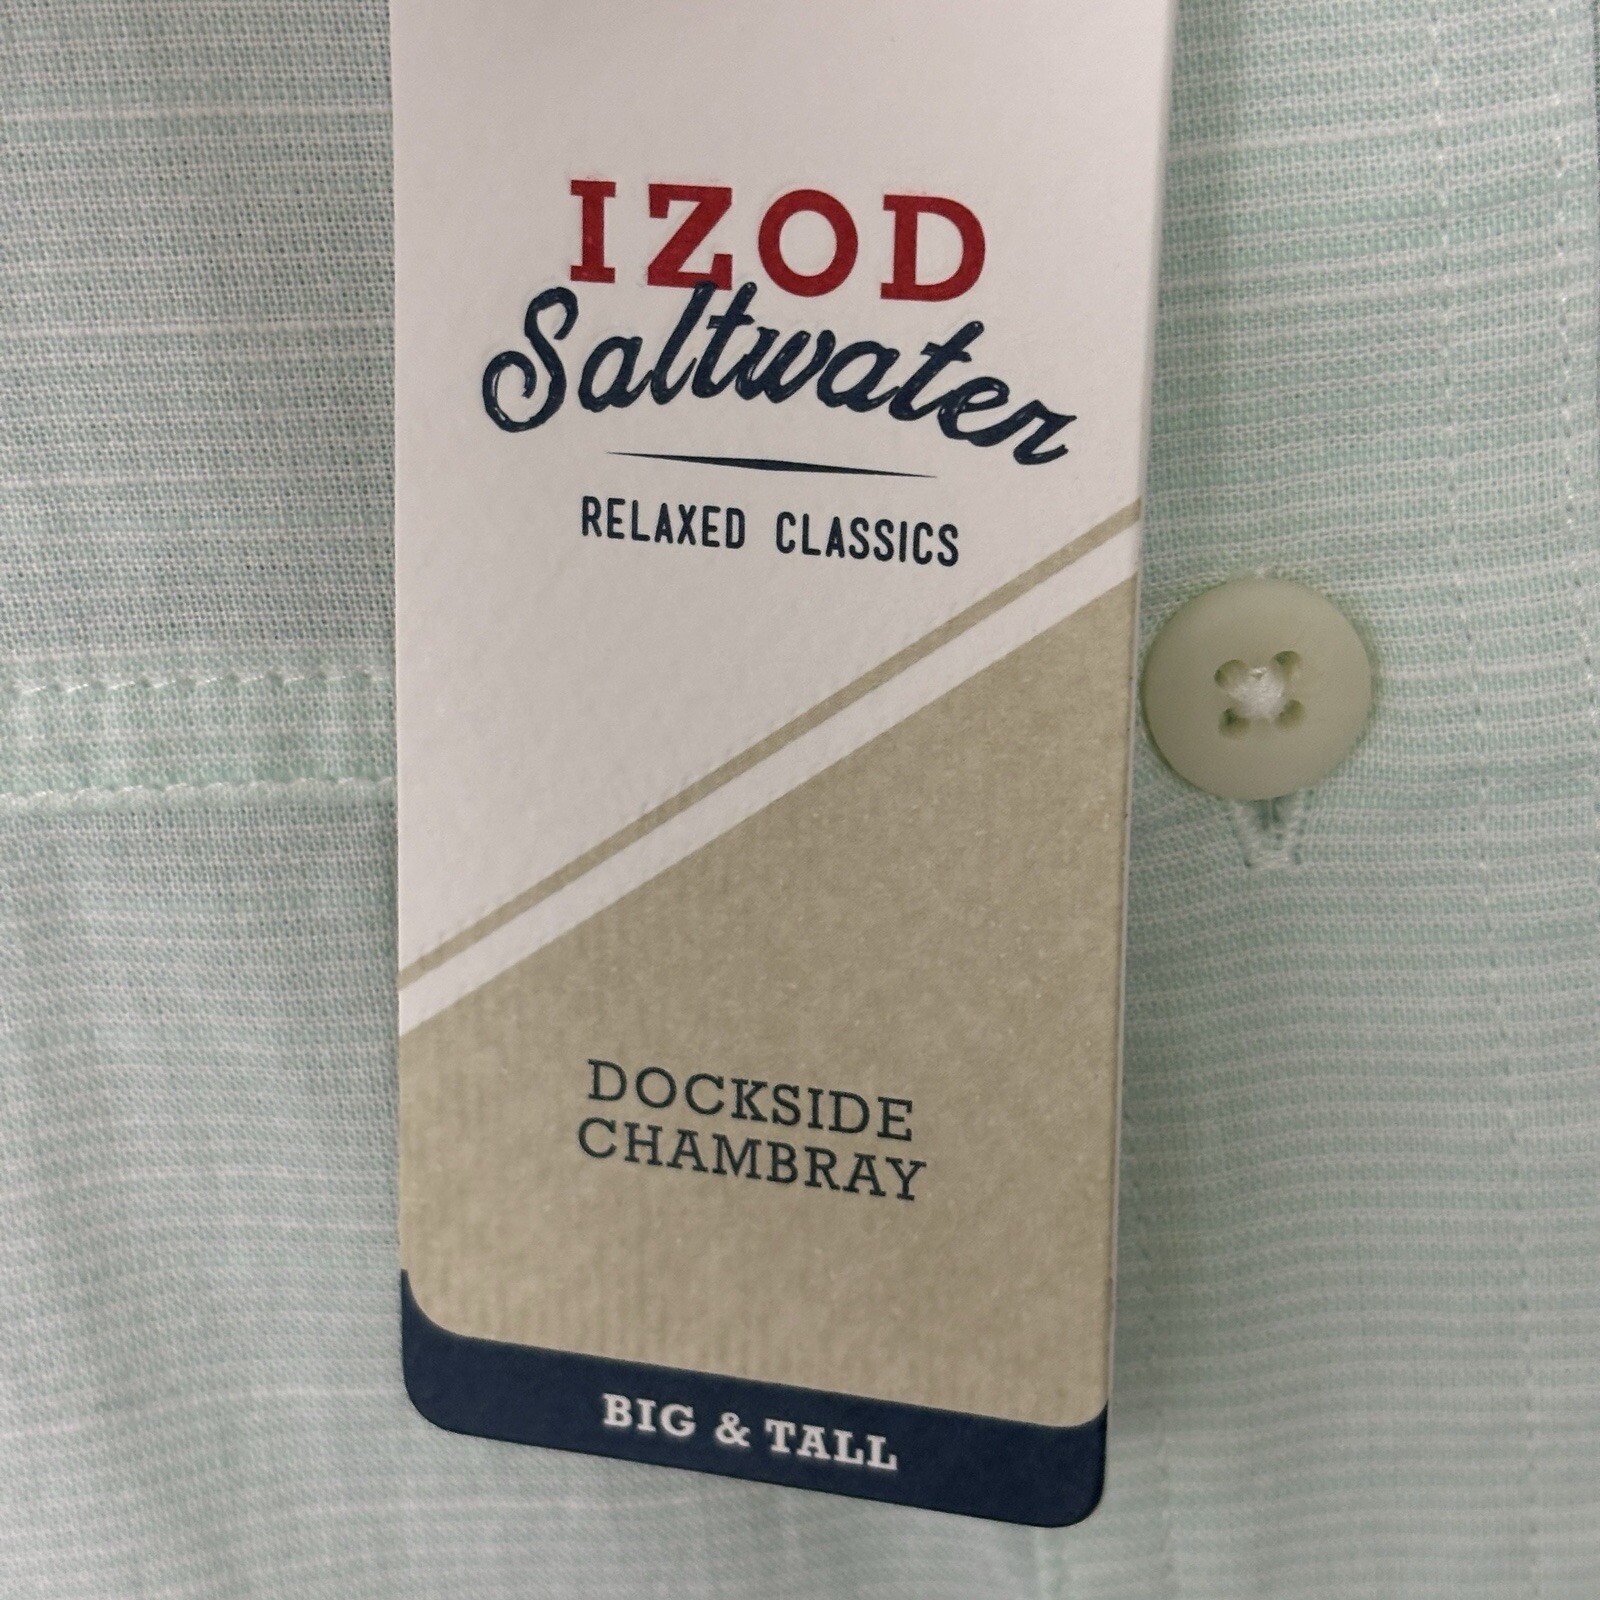 IZOD
Saltwater
RELAXED CLASSICS
DOCKSIDE
CHAMBRAY
BIG & TALL